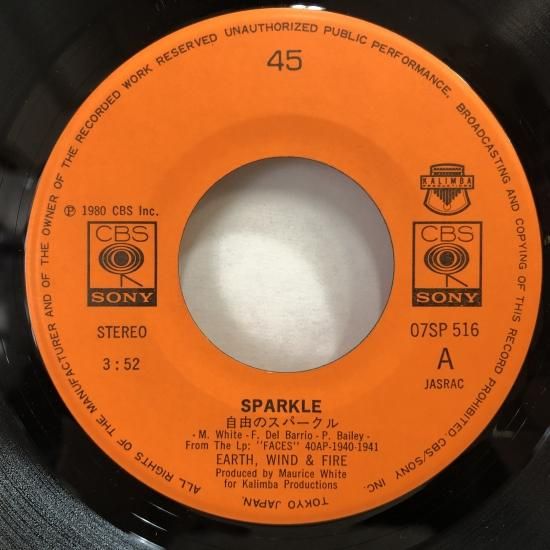 ALL RIGHTS OF THE MANUFACTURER AND OF THE OWNER OF THE RECORDED WORK RESERVED UNAUTHORIZED PUBLIC PERFORMANCE, BROADCASTING AND COPYING OF THIS RECORD PROHIBITED. CBS/SONY INC. TOKYO JAPAN.
45
KALIMBA
PRODUCTIONS
℗ 1980 CBS Inc.
CBS
SONY
CBS
SONY
STEREO
07SP 516
3:52
A
JASRAC
SPARKLE
自由のスパークル
- M. White - F. Del Barrio - P. Bailey -
From The Lp: "FACES" 40AP-1940-1941
EARTH, WIND & FIRE
Produced by Maurice White
for Kalimba Productions